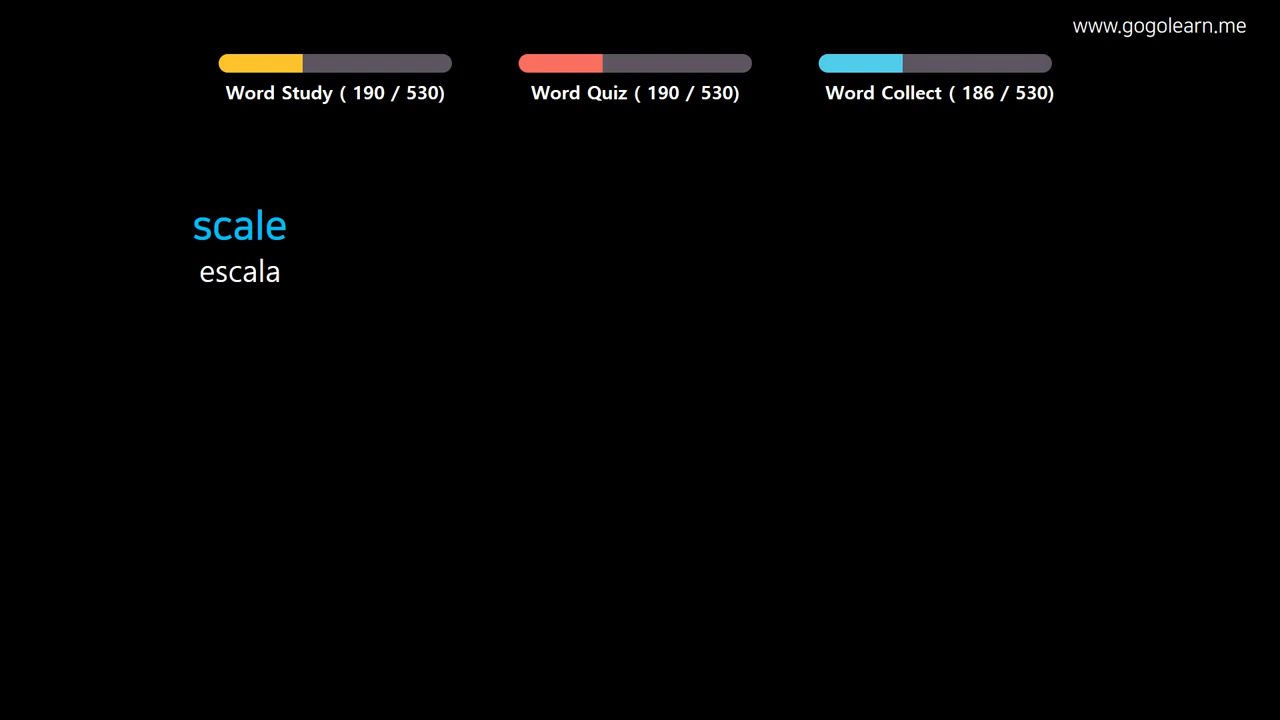 www.gogolearn.me
Word Study ( 190 / 530)
Word Quiz ( 190 / 530)
Word Collect ( 186 / 530)
scale
escala